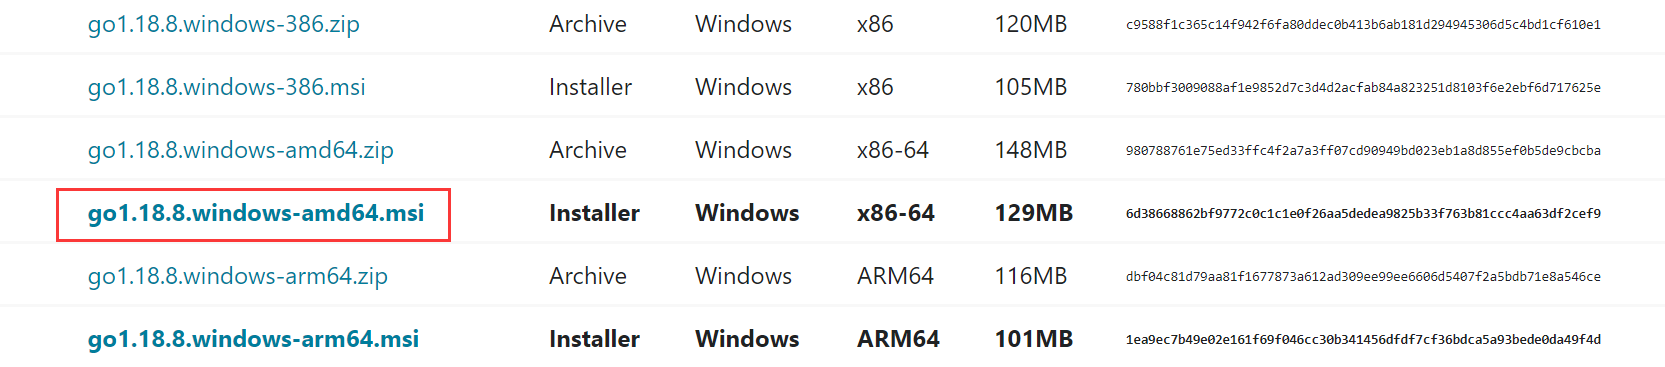 go1.18.8.windows-386.zip Archive Windows x86 120MB c9588f1c365c14f942f6fa80ddec0b413b6ab181d294945306d5c4bd1cf610e1
go1.18.8.windows-386.msi Installer Windows x86 105MB 780bbf3009088af1e9852d7c3d4d2acfab84a823251d8103f6e2ebf6d717625e
go1.18.8.windows-amd64.zip Archive Windows x86-64 148MB 980788761e75ed33ffc4f2a7a3ff07cd90949bd023eb1a8d855ef0b5de9cbcba
go1.18.8.windows-amd64.msi Installer Windows x86-64 129MB 6d38668862bf9772c0c1c1e0f26aa5dedea9825b33f763b81ccc4aa63df2cef9
go1.18.8.windows-arm64.zip Archive Windows ARM64 116MB dbf04c81d79aa81f1677873a612ad309ee99ee6606d5407f2a5bdb71e8a546ce
go1.18.8.windows-arm64.msi Installer Windows ARM64 101MB 1ea9ec7b49e02e161f69f046cc30b341456dfdf7cf36bdca5a93bede0da49f4d